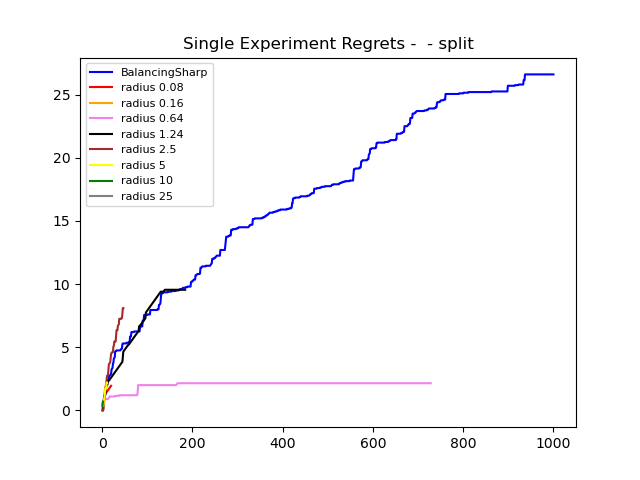 Single Experiment Regrets -  - split
BalancingSharp
radius 0.08
radius 0.16
radius 0.64
radius 1.24
radius 2.5
radius 5
radius 10
radius 25
25
20
15
10
5
0
0 200 400 600 800 1000